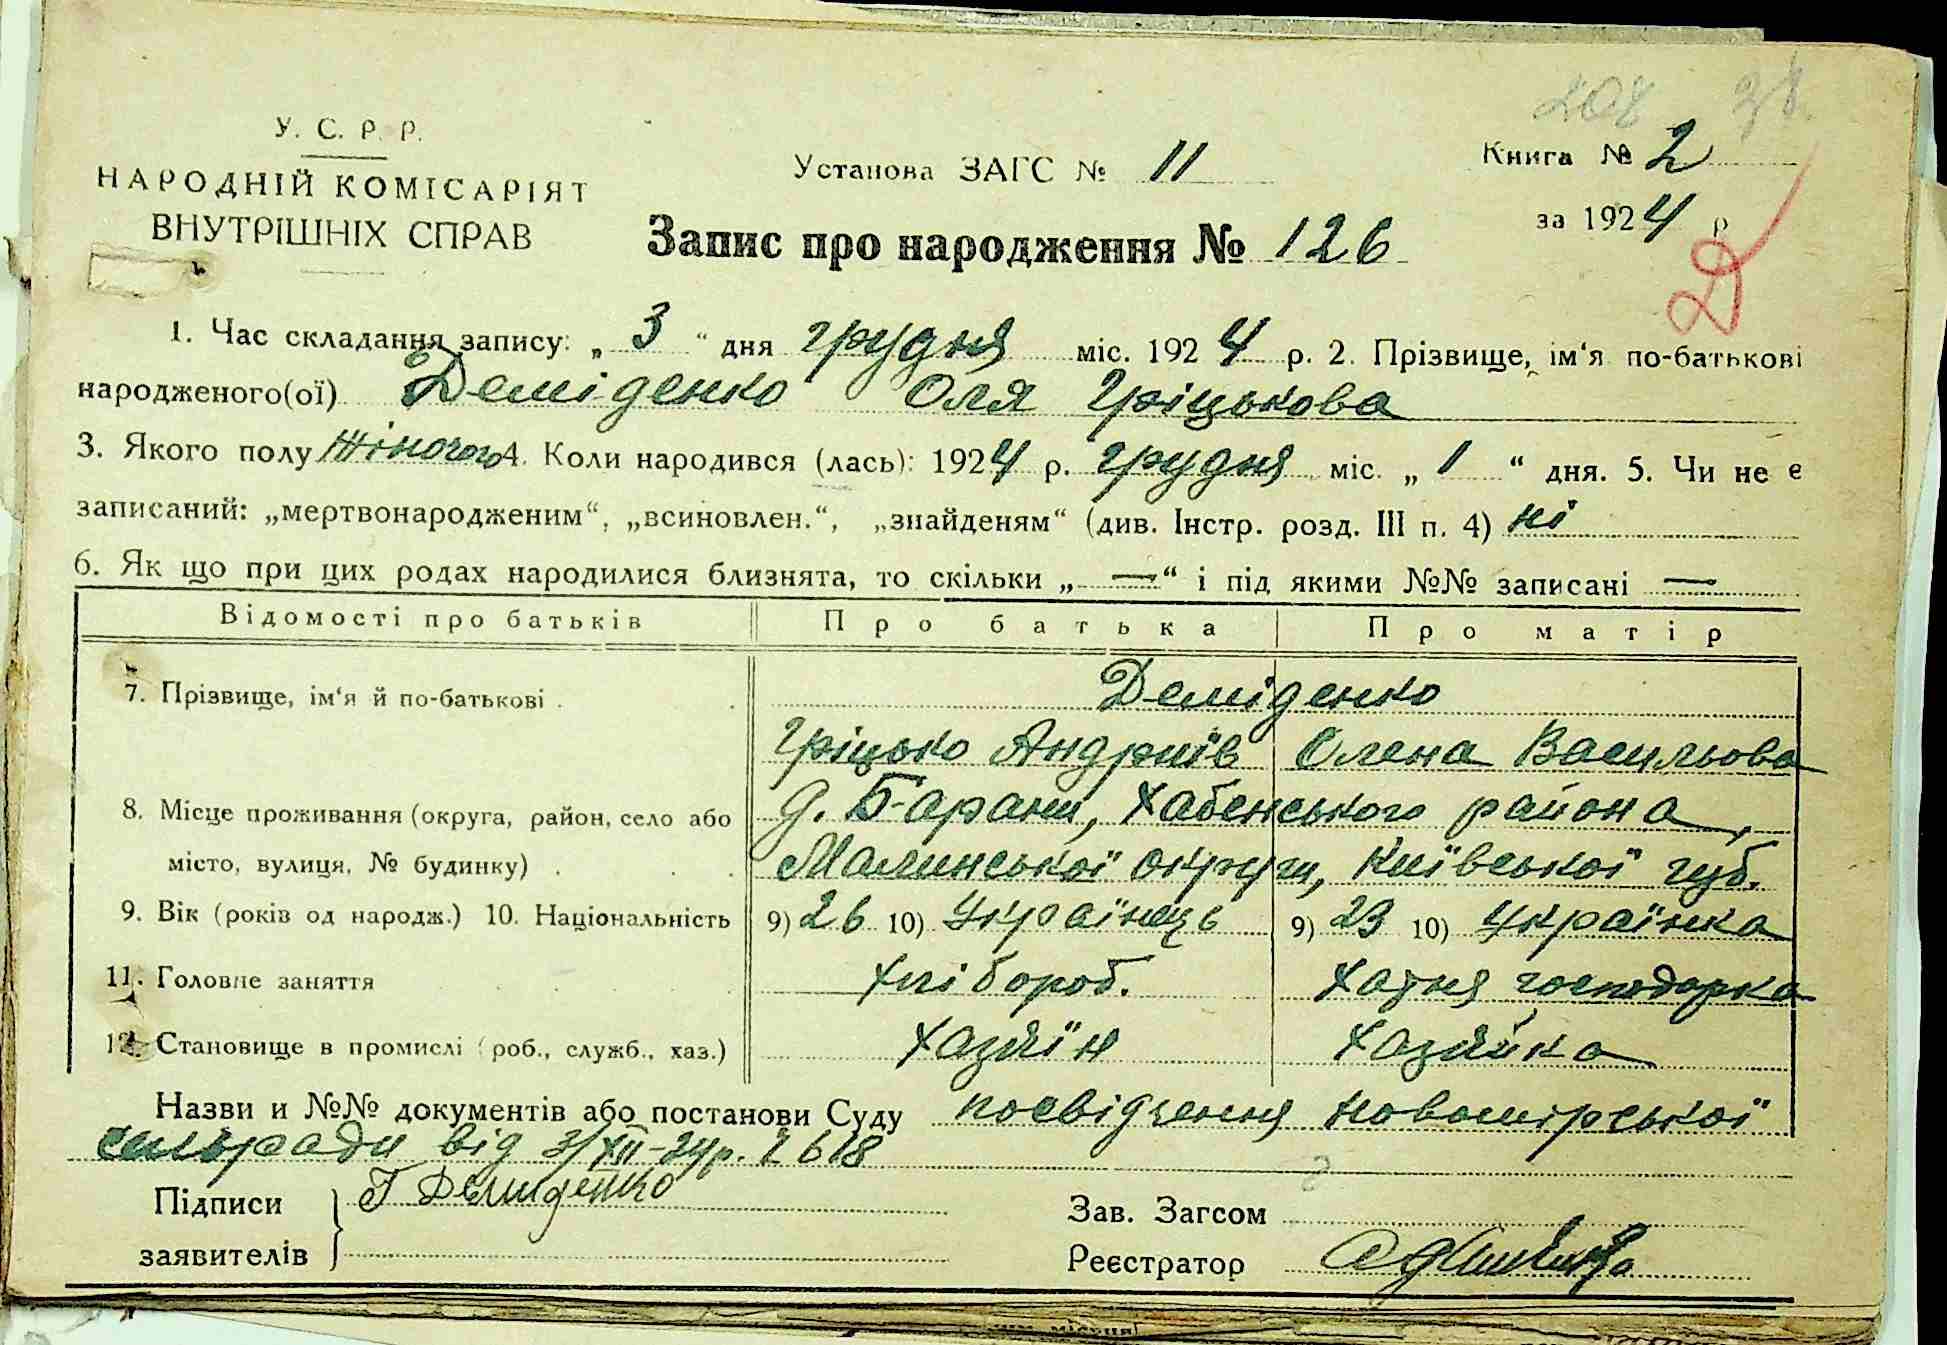 У. С. Р. Р.
НАРОДНІЙ КОМІСАРІЯТ
ВНУТРІШНІХ СПРАВ
Установа ЗАГС № 11
Книга № 2
за 1924 р
Д
Запис про народження № 126
1. Час складання запису: „ 3 “ дня грудня міс. 1924 р. 2. Прізвище, ім‘я по-батькові
народженого(ої) Деміденко Оля Гріцькова
3. Якого полу жіночого 4. Коли народився (лась): 1924 р. грудня міс. „ 1 “ дня. 5. Чи не є
записаний: „мертвонародженим“, „всиновлен.“, „знайденям“ (див. Інстр. розд. III п. 4) ні
6. Як що при цих родах народилися близнята, то скільки „ — “ і під якими №№ записані —
Відомості про батьків Про батька Про матір
7. Прізвище, ім‘я й по-батькові . Деміденко
Гріцько Андріїв Олена Васильова
8. Місце проживання (округа, район, село або д. Барани, Хабенського района,
місто, вулиця, № будинку) . Малинської округи, Київської губ.
9. Вік (років од народж.) 10. Національність 9) 26 10) Українець 9) 23 10) Українка
11. Головне заняття хлібороб. хатня господарка
12. Становище в промислі (роб., служб., хаз.) хазяїн хазяйка
Назви и №№ документів або постанови Суду посвідчення Новомирської
сільради від 3/XII-24р. 618
Підписи Г Демиденко
заявителів
Зав. Загсом
Реєстратор